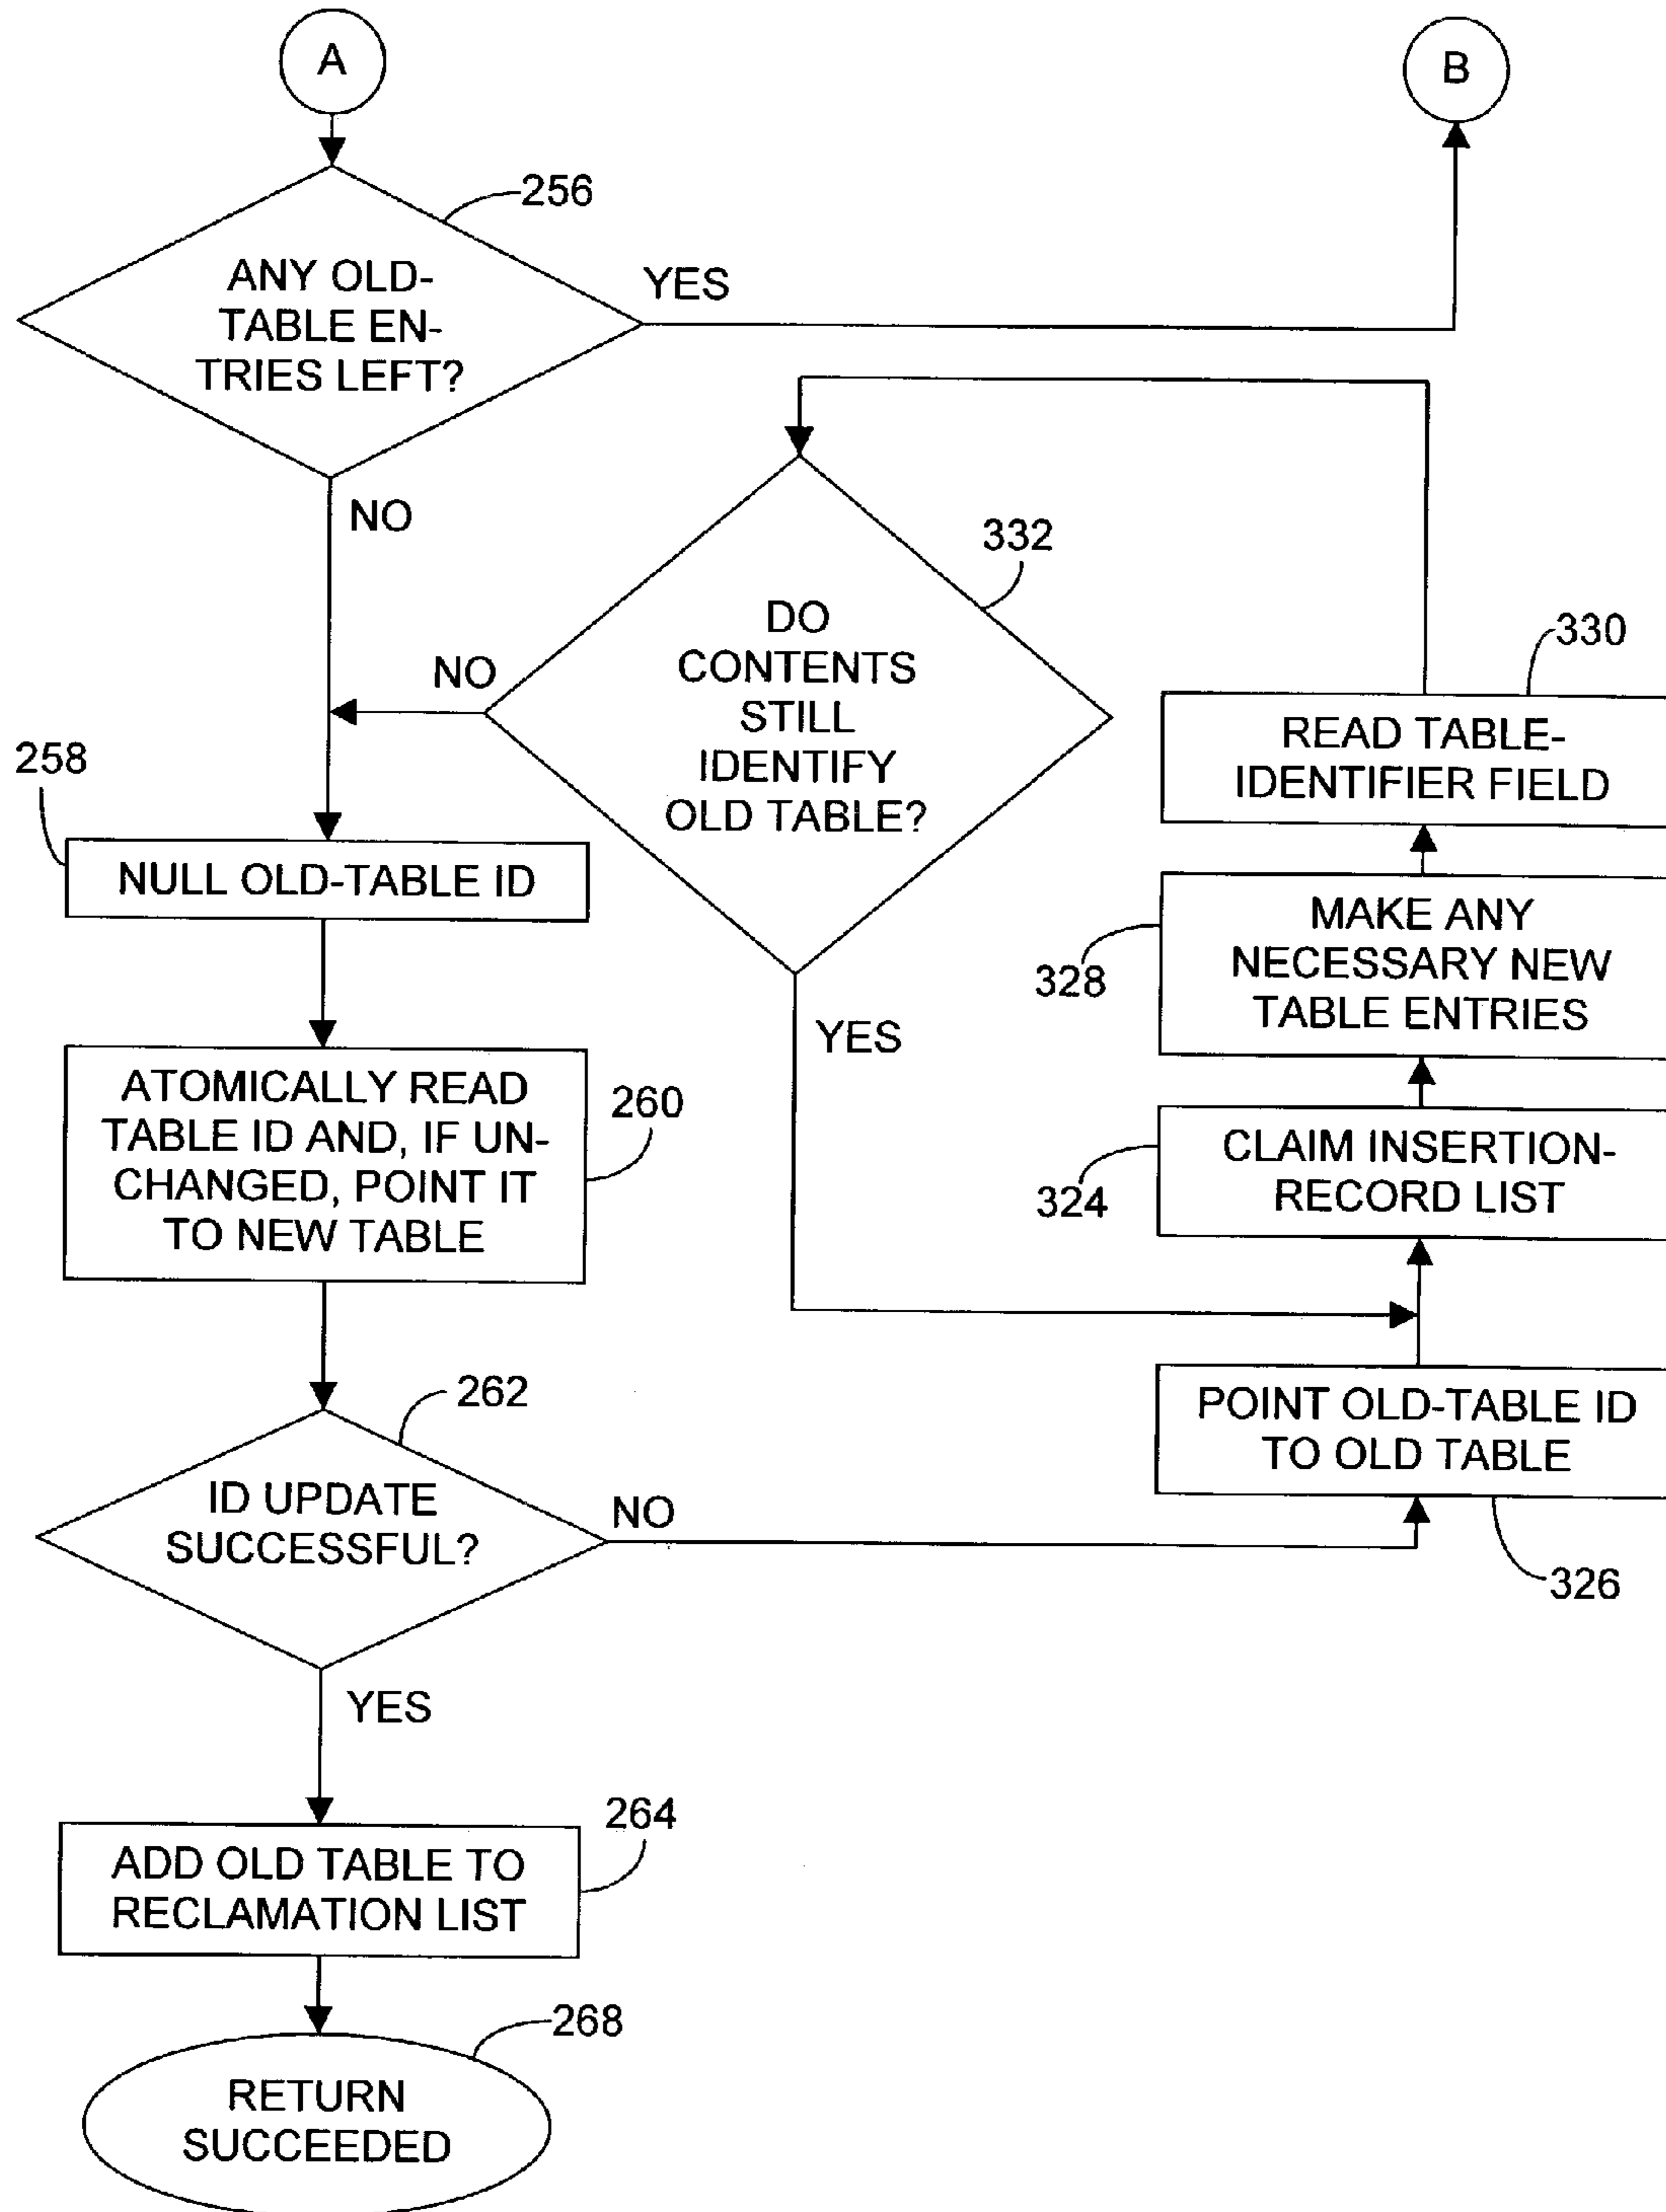 A
B
256
ANY OLD-
TABLE EN-
TRIES LEFT?
YES
NO
332
DO
CONTENTS
STILL
IDENTIFY
OLD TABLE?
NO
YES
330
READ TABLE-
IDENTIFIER FIELD
258
NULL OLD-TABLE ID
328
MAKE ANY
NECESSARY NEW
TABLE ENTRIES
ATOMICALLY READ
TABLE ID AND, IF UN-
CHANGED, POINT IT
TO NEW TABLE
260
324
CLAIM INSERTION-
RECORD LIST
262
ID UPDATE
SUCCESSFUL?
NO
POINT OLD-TABLE ID
TO OLD TABLE
326
YES
264
ADD OLD TABLE TO
RECLAMATION LIST
268
RETURN
SUCCEEDED